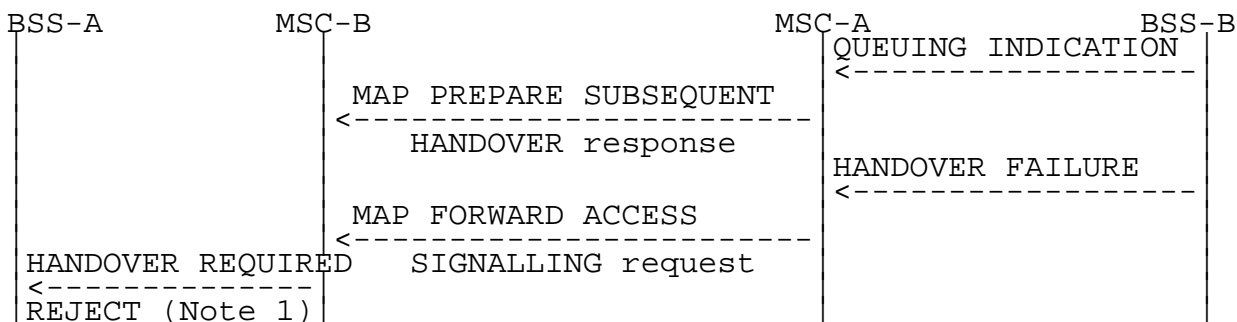 BSS-A MSC-B MSC-A BSS-B
QUEUING INDICATION
MAP PREPARE SUBSEQUENT
HANDOVER response
HANDOVER FAILURE
MAP FORWARD ACCESS
HANDOVER REQUIRED SIGNALLING request
REJECT (Note 1)